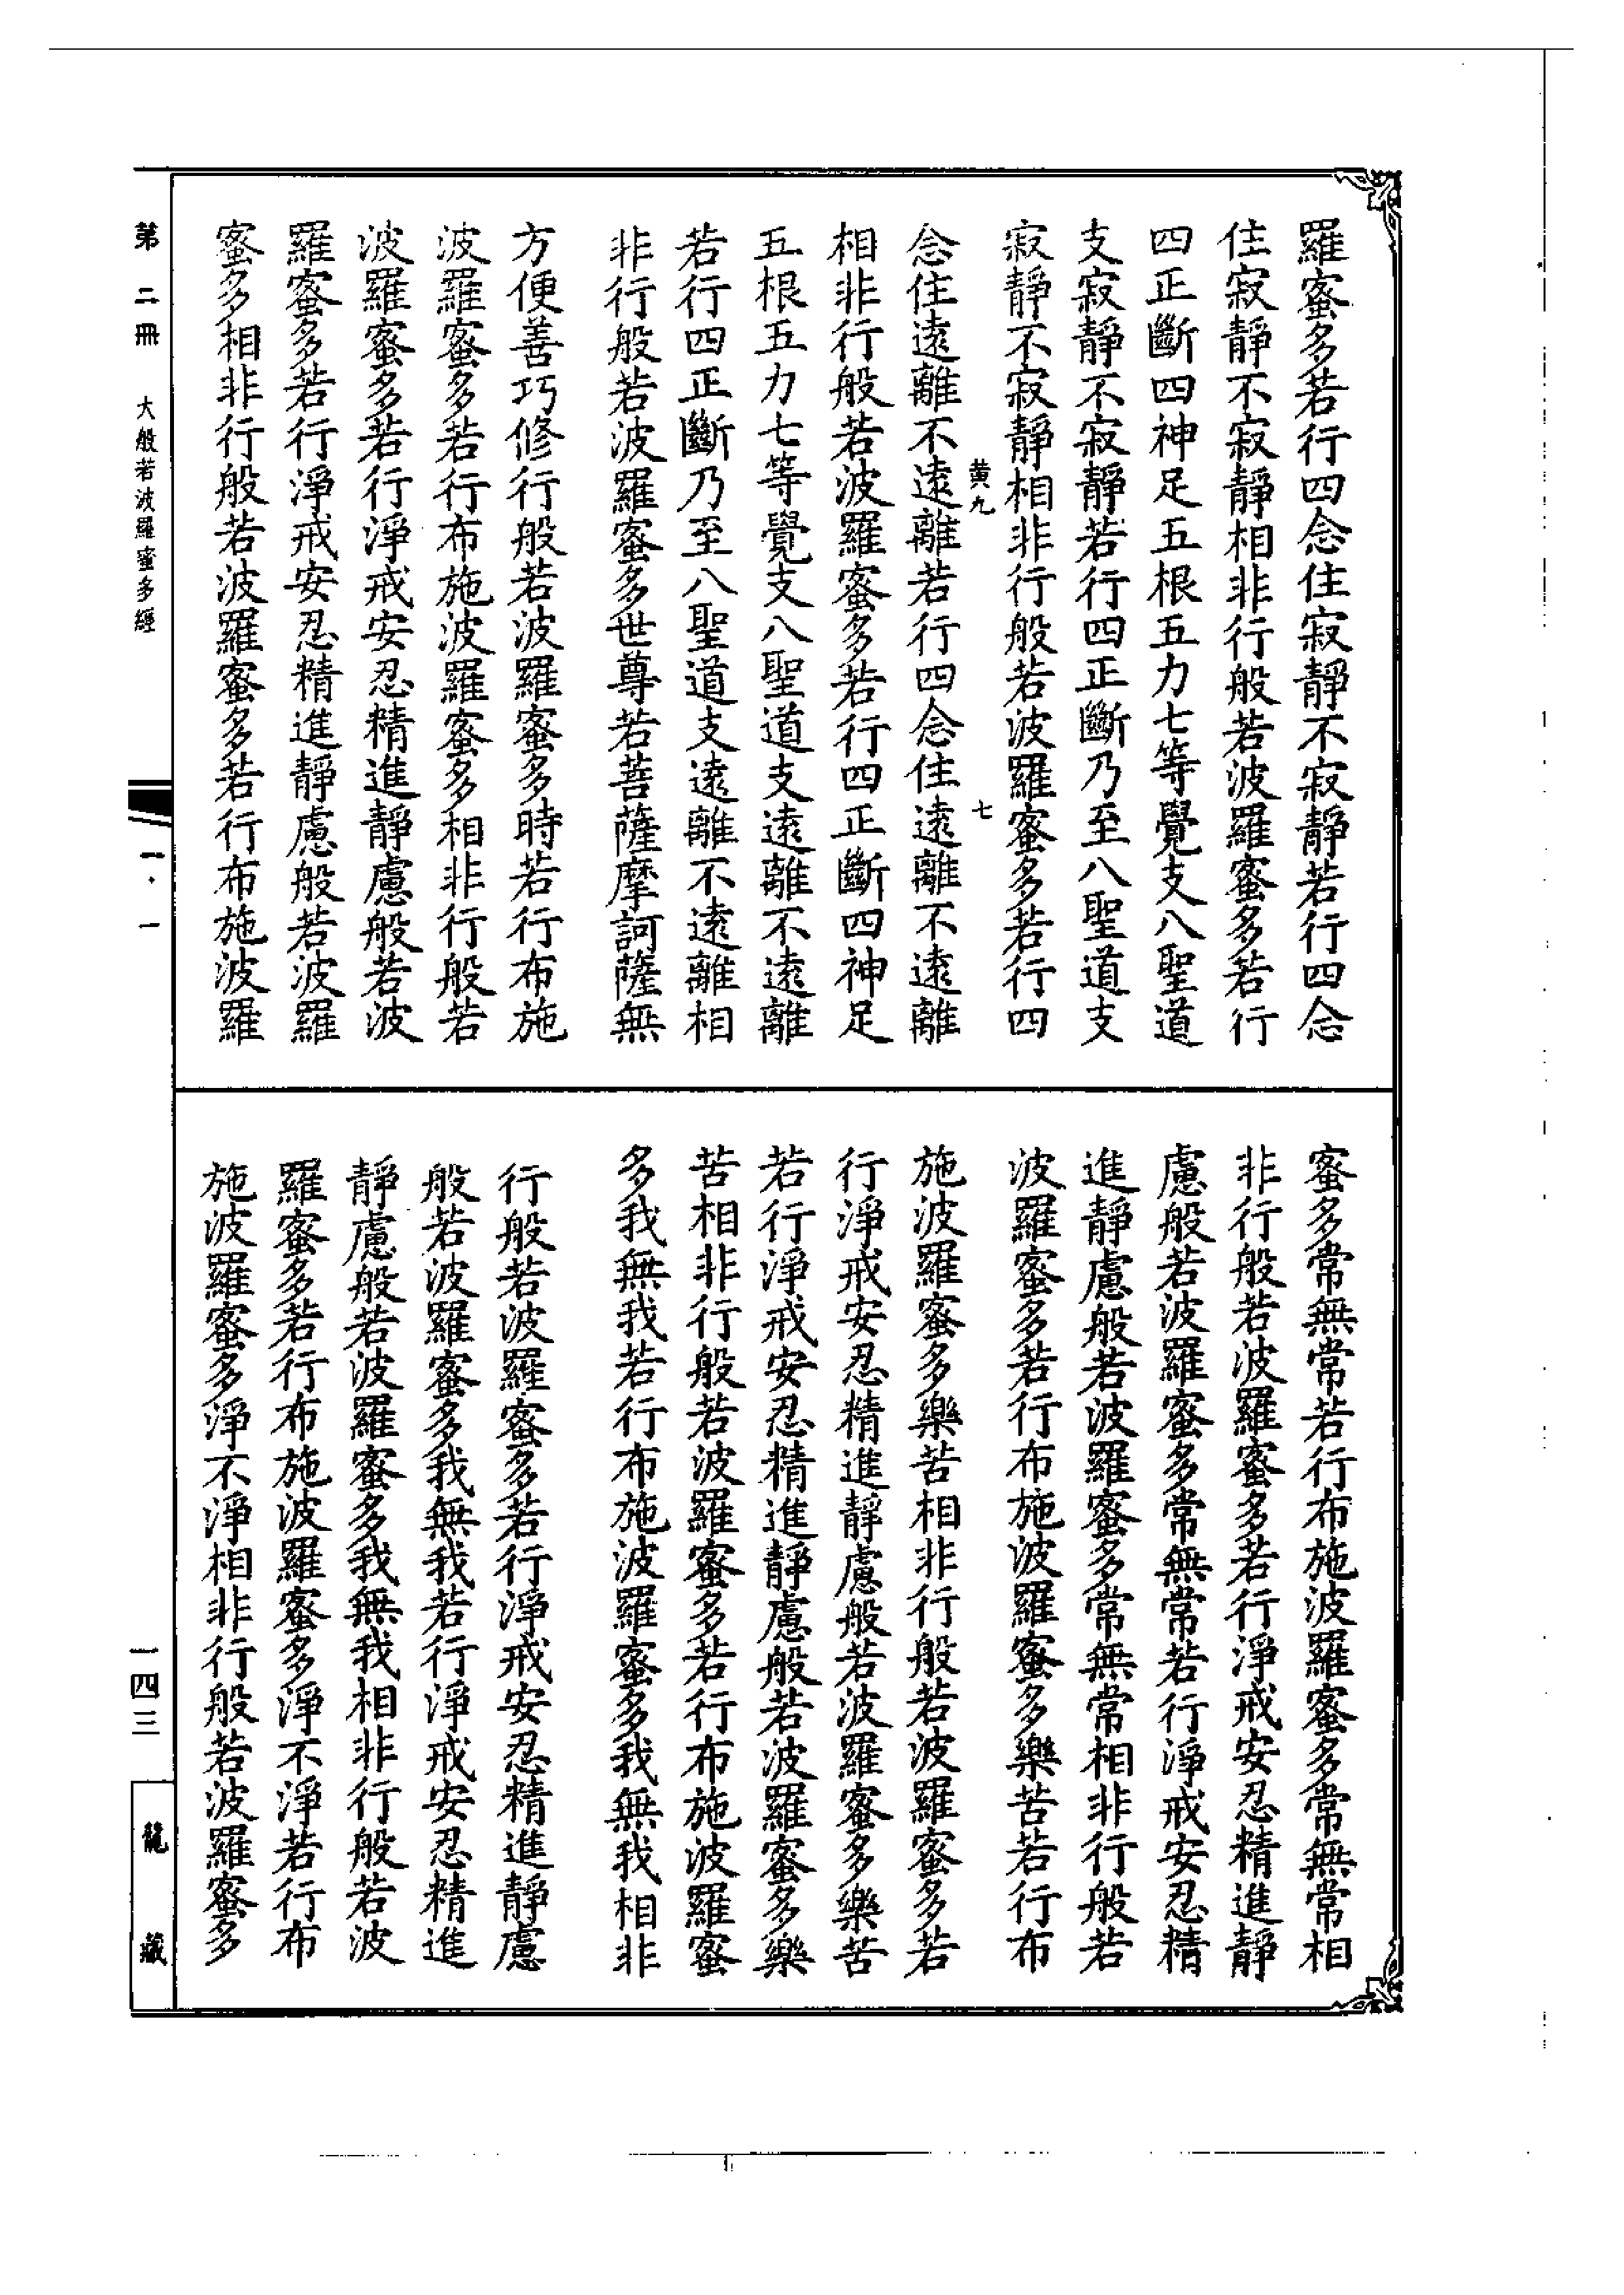 羅蜜多若行四念住寂靜不寂靜若行四念
住寂靜不寂靜相非行般若波羅蜜多若行
四正斷四神足五根五力七等覺支八聖道
支寂靜不寂靜若行四正斷乃至八聖道支
寂靜不寂靜相非行般若波羅蜜多若行四
黄九 七
念住遠離不遠離若行四念住遠離不遠離
相非行般若波羅蜜多若行四正斷四神足
五根五力七等覺支八聖道支遠離不遠離
若行四正斷乃至八聖道支遠離不遠離相
非行般若波羅蜜多世尊若菩薩摩訶薩無
方便善巧修行般若波羅蜜多時若行布施
波羅蜜多若行布施波羅蜜多相非行般若
波羅蜜多若行淨戒安忍精進靜慮般若波
羅蜜多若行淨戒安忍精進靜慮般若波羅
蜜多相非行般若波羅蜜多若行布施波羅
蜜多常無常若行布施波羅蜜多常無常相
非行般若波羅蜜多若行淨戒安忍精進靜
慮般若波羅蜜多常無常若行淨戒安忍精
進靜慮般若波羅蜜多常無常相非行般若
波羅蜜多若行布施波羅蜜多樂苦若行布
施波羅蜜多樂苦相非行般若波羅蜜多若
行淨戒安忍精進靜慮般若波羅蜜多樂苦
若行淨戒安忍精進靜慮般若波羅蜜多樂
苦相非行般若波羅蜜多若行布施波羅蜜
多我無我若行布施波羅蜜多我無我相非
行般若波羅蜜多若行淨戒安忍精進靜慮
般若波羅蜜多我無我若行淨戒安忍精進
靜慮般若波羅蜜多我無我相非行般若波
羅蜜多若行布施波羅蜜多淨不淨若行布
施波羅蜜多淨不淨相非行般若波羅蜜多
第二冊 大般若波羅蜜多經
一·一
一四三
龍藏